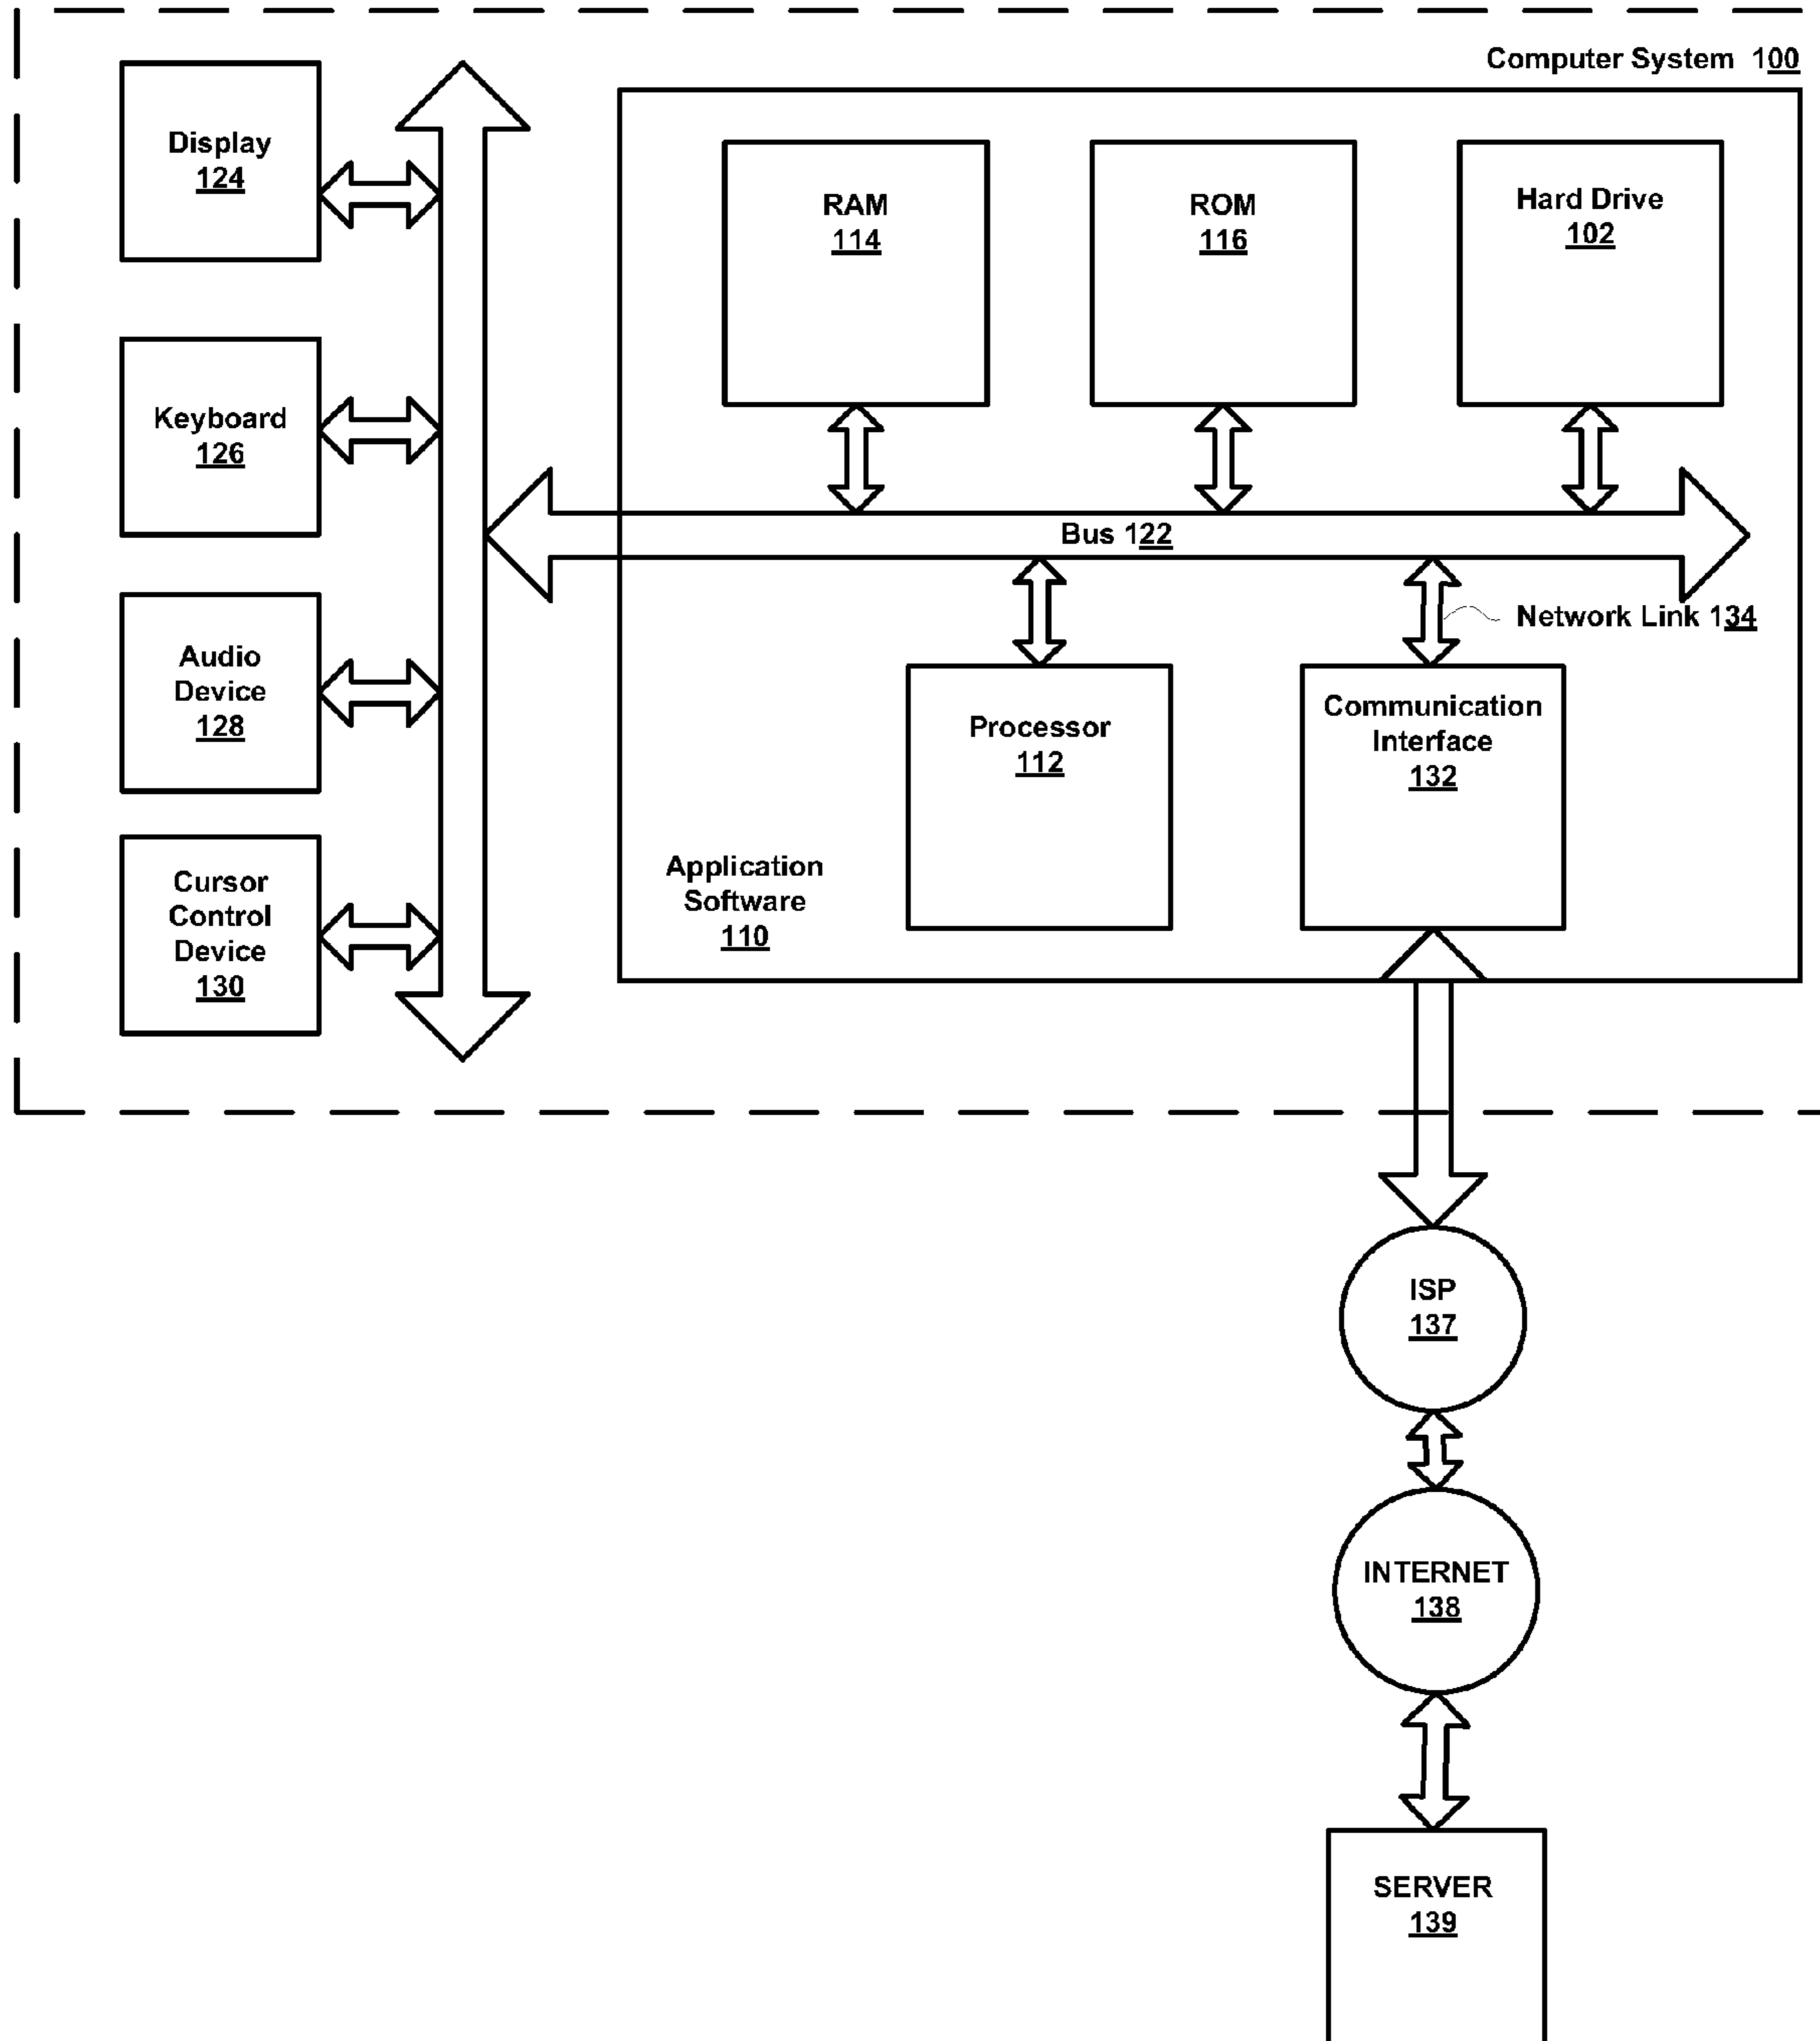 Computer System 100
Display
124
RAM
114
ROM
116
Hard Drive
102
Keyboard
126
Bus 122
Network Link 134
Audio
Device
128
Processor
112
Communication
Interface
132
Application
Software
110
Cursor
Control
Device
130
ISP
137
INTERNET
138
SERVER
139